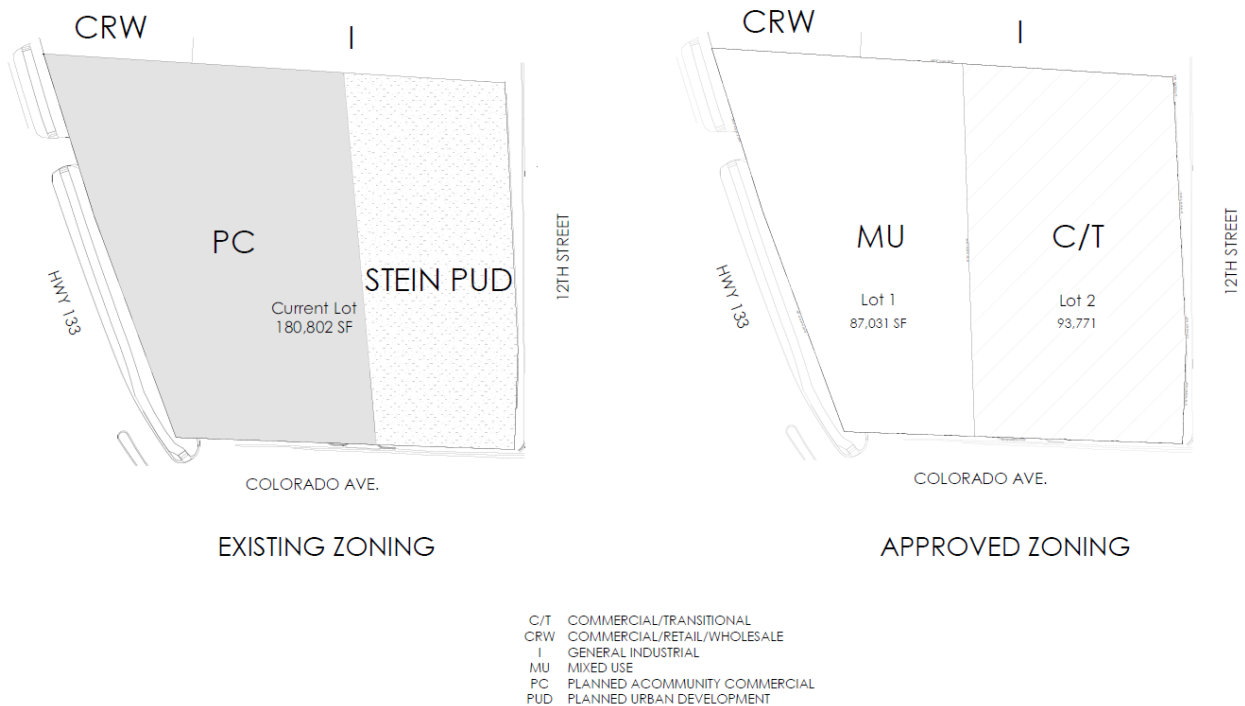 CRW
I
PC
STEIN PUD
Current Lot
180,802 SF
HWY 133
12TH STREET
COLORADO AVE.
EXISTING ZONING
CRW
I
MU
C/T
Lot 1
87,031 SF
Lot 2
93,771
HWY 133
12TH STREET
COLORADO AVE.
APPROVED ZONING
C/T COMMERCIAL/TRANSITIONAL
CRW COMMERCIAL/RETAIL/WHOLESALE
I GENERAL INDUSTRIAL
MU MIXED USE
PC PLANNED ACOMMUNITY COMMERCIAL
PUD PLANNED URBAN DEVELOPMENT